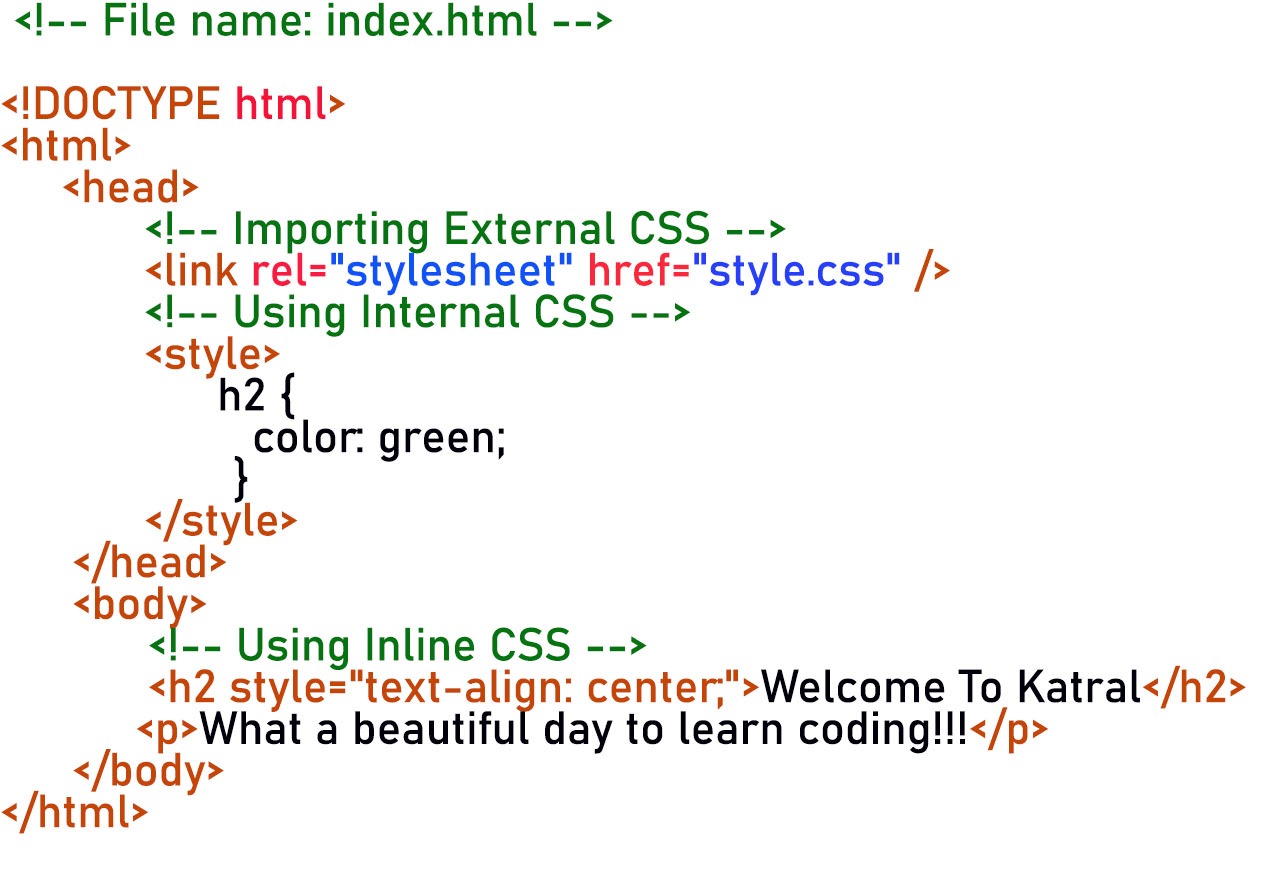 <!-- File name: index.html -->
<!DOCTYPE html>
<html>
<head>
<!-- Importing External CSS -->
<link rel="stylesheet" href="style.css" />
<!-- Using Internal CSS -->
<style>
h2 {
color: green;
}
</style>
</head>
<body>
<!-- Using Inline CSS -->
<h2 style="text-align: center;">Welcome To Katral</h2>
<p>What a beautiful day to learn coding!!!</p>
</body>
</html>